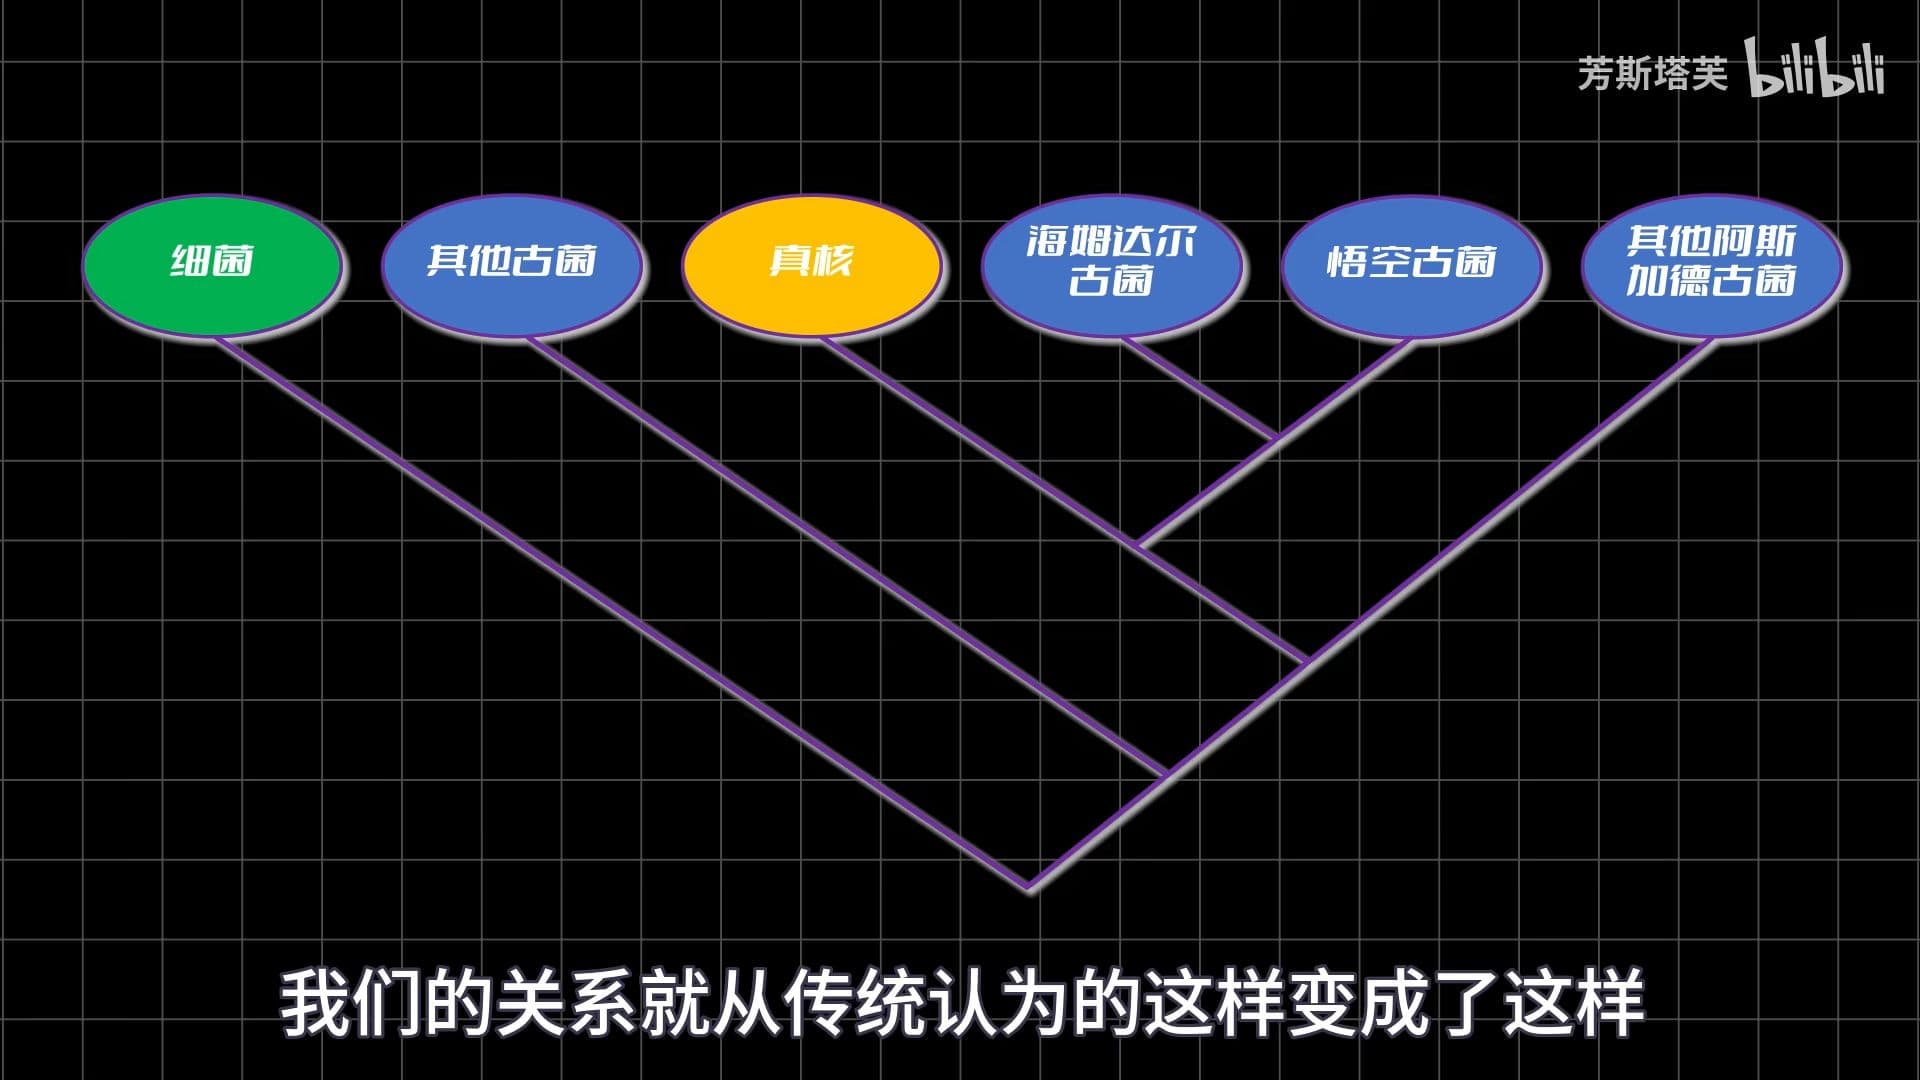 芳斯塔芙 bilibili
细菌
其他古菌
真核
海姆达尔
古菌
悟空古菌
其他阿斯
加德古菌
我们的关系就从传统认为的这样变成了这样